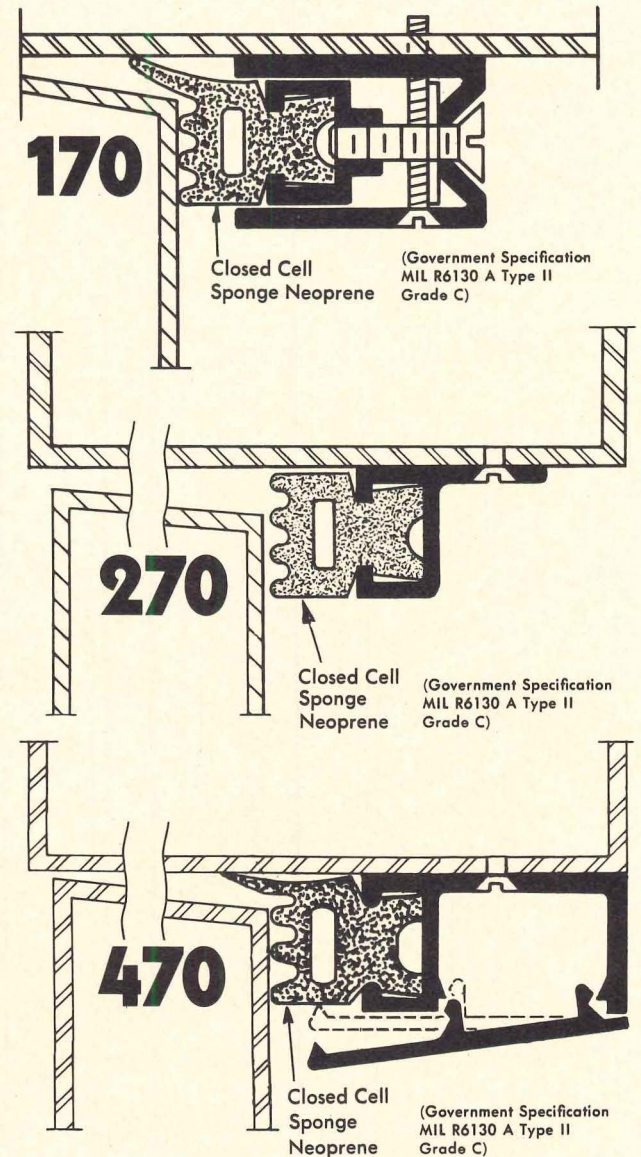 170
Closed Cell
Sponge Neoprene
(Government Specification
MIL R6130 A Type II
Grade C)
270
Closed Cell
Sponge
Neoprene
(Government Specification
MIL R6130 A Type II
Grade C)
470
Closed Cell
Sponge
Neoprene
(Government Specification
MIL R6130 A Type II
Grade C)